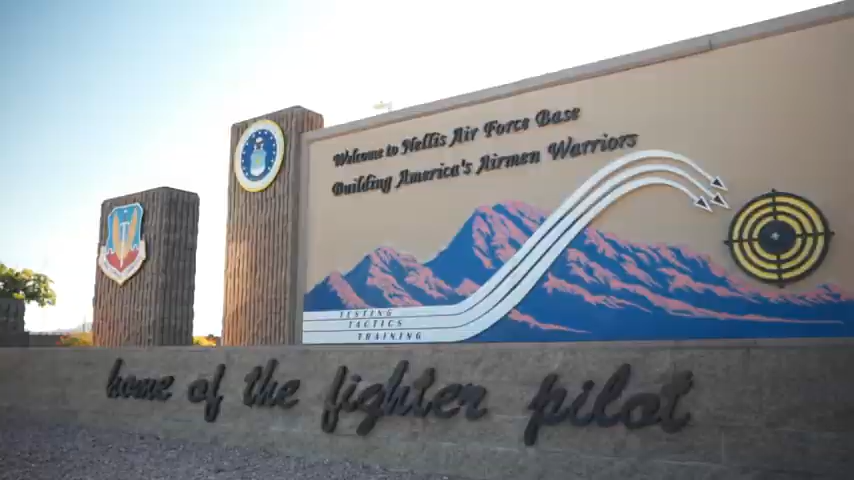 Welcome to Nellis Air Force Base
Building America's Airmen Warriors
TESTING
TACTICS
TRAINING
home of the fighter pilot